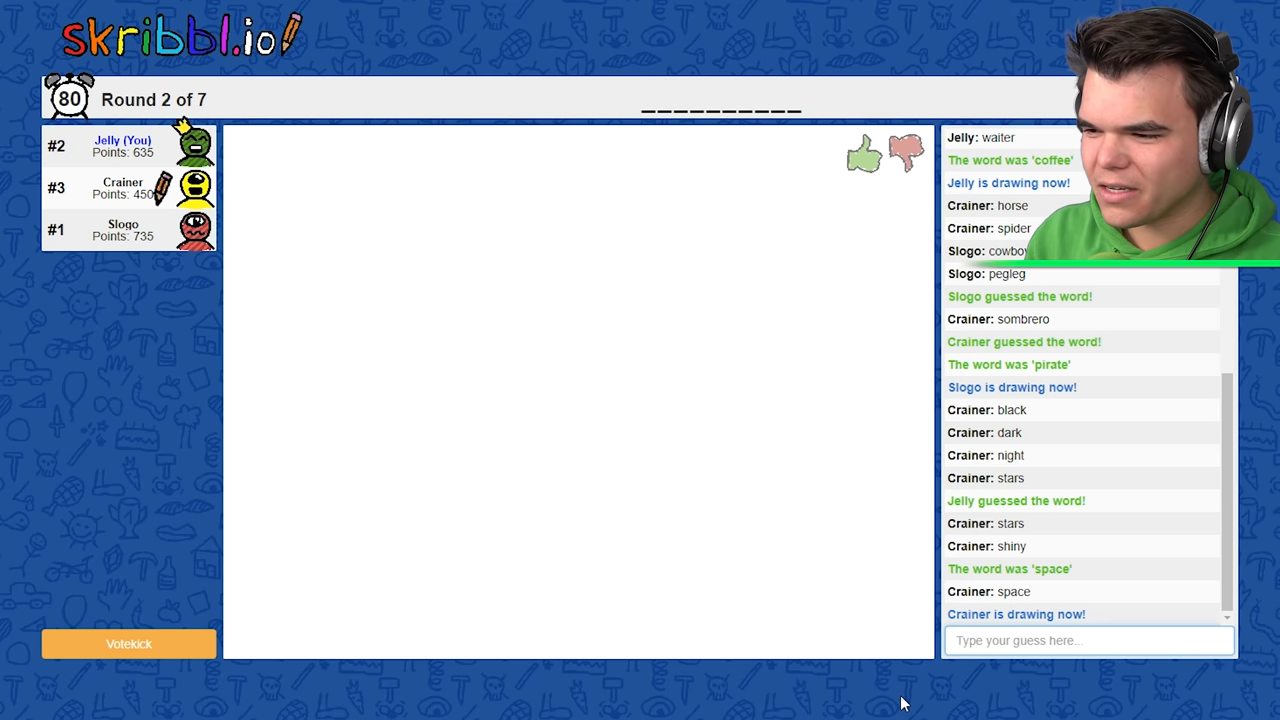 skribbl.io
80
Round 2 of 7
__________
#2
Jelly (You)
Points: 635
#3
Crainer
Points: 450
#1
Slogo
Points: 735
Votekick
Jelly: waiter
The word was 'coffee'
Jelly is drawing now!
Crainer: horse
Crainer: spider
Slogo: cowboy
Slogo: pegleg
Slogo guessed the word!
Crainer: sombrero
Crainer guessed the word!
The word was 'pirate'
Slogo is drawing now!
Crainer: black
Crainer: dark
Crainer: night
Crainer: stars
Jelly guessed the word!
Crainer: stars
Crainer: shiny
The word was 'space'
Crainer: space
Crainer is drawing now!
Type your guess here...